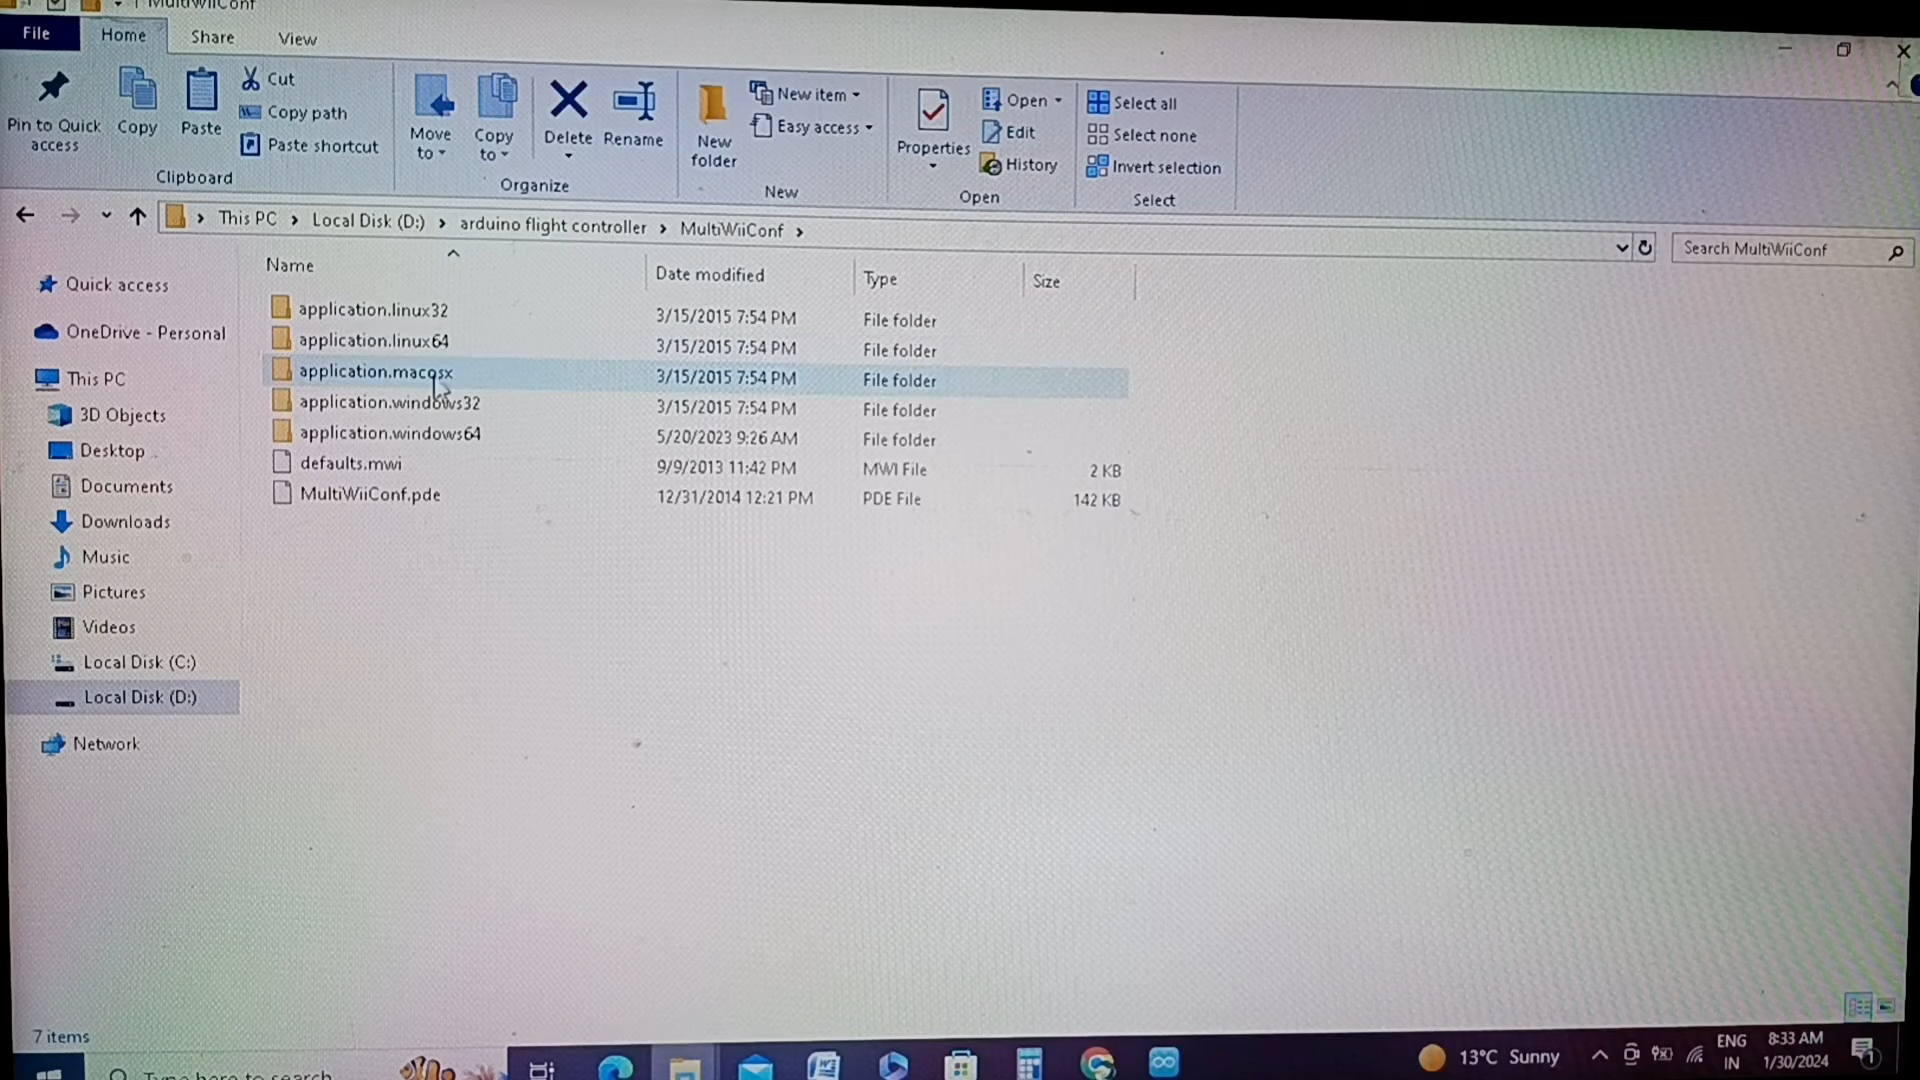 MultiWiiConf
File Home Share View
Pin to Quick access
Copy
Paste
Cut
Copy path
Paste shortcut
Clipboard
Move to
Copy to
Delete
Rename
Organize
New folder
New item
Easy access
New
Properties
Open
Edit
History
Open
Select all
Select none
Invert selection
Select
This PC > Local Disk (D:) > arduino flight controller > MultiWiiConf >
Search MultiWiiConf
Name Date modified Type Size
application.linux32 3/15/2015 7:54 PM File folder
application.linux64 3/15/2015 7:54 PM File folder
application.macosx 3/15/2015 7:54 PM File folder
application.windows32 3/15/2015 7:54 PM File folder
application.windows64 5/20/2023 9:26 AM File folder
defaults.mwi 9/9/2013 11:42 PM MWI File 2 KB
MultiWiiConf.pde 12/31/2014 12:21 PM PDE File 142 KB
Quick access
OneDrive - Personal
This PC
3D Objects
Desktop
Documents
Downloads
Music
Pictures
Videos
Local Disk (C:)
Local Disk (D:)
Network
7 items
Type here to search
13°C Sunny
ENG
IN
8:33 AM
1/30/2024
1